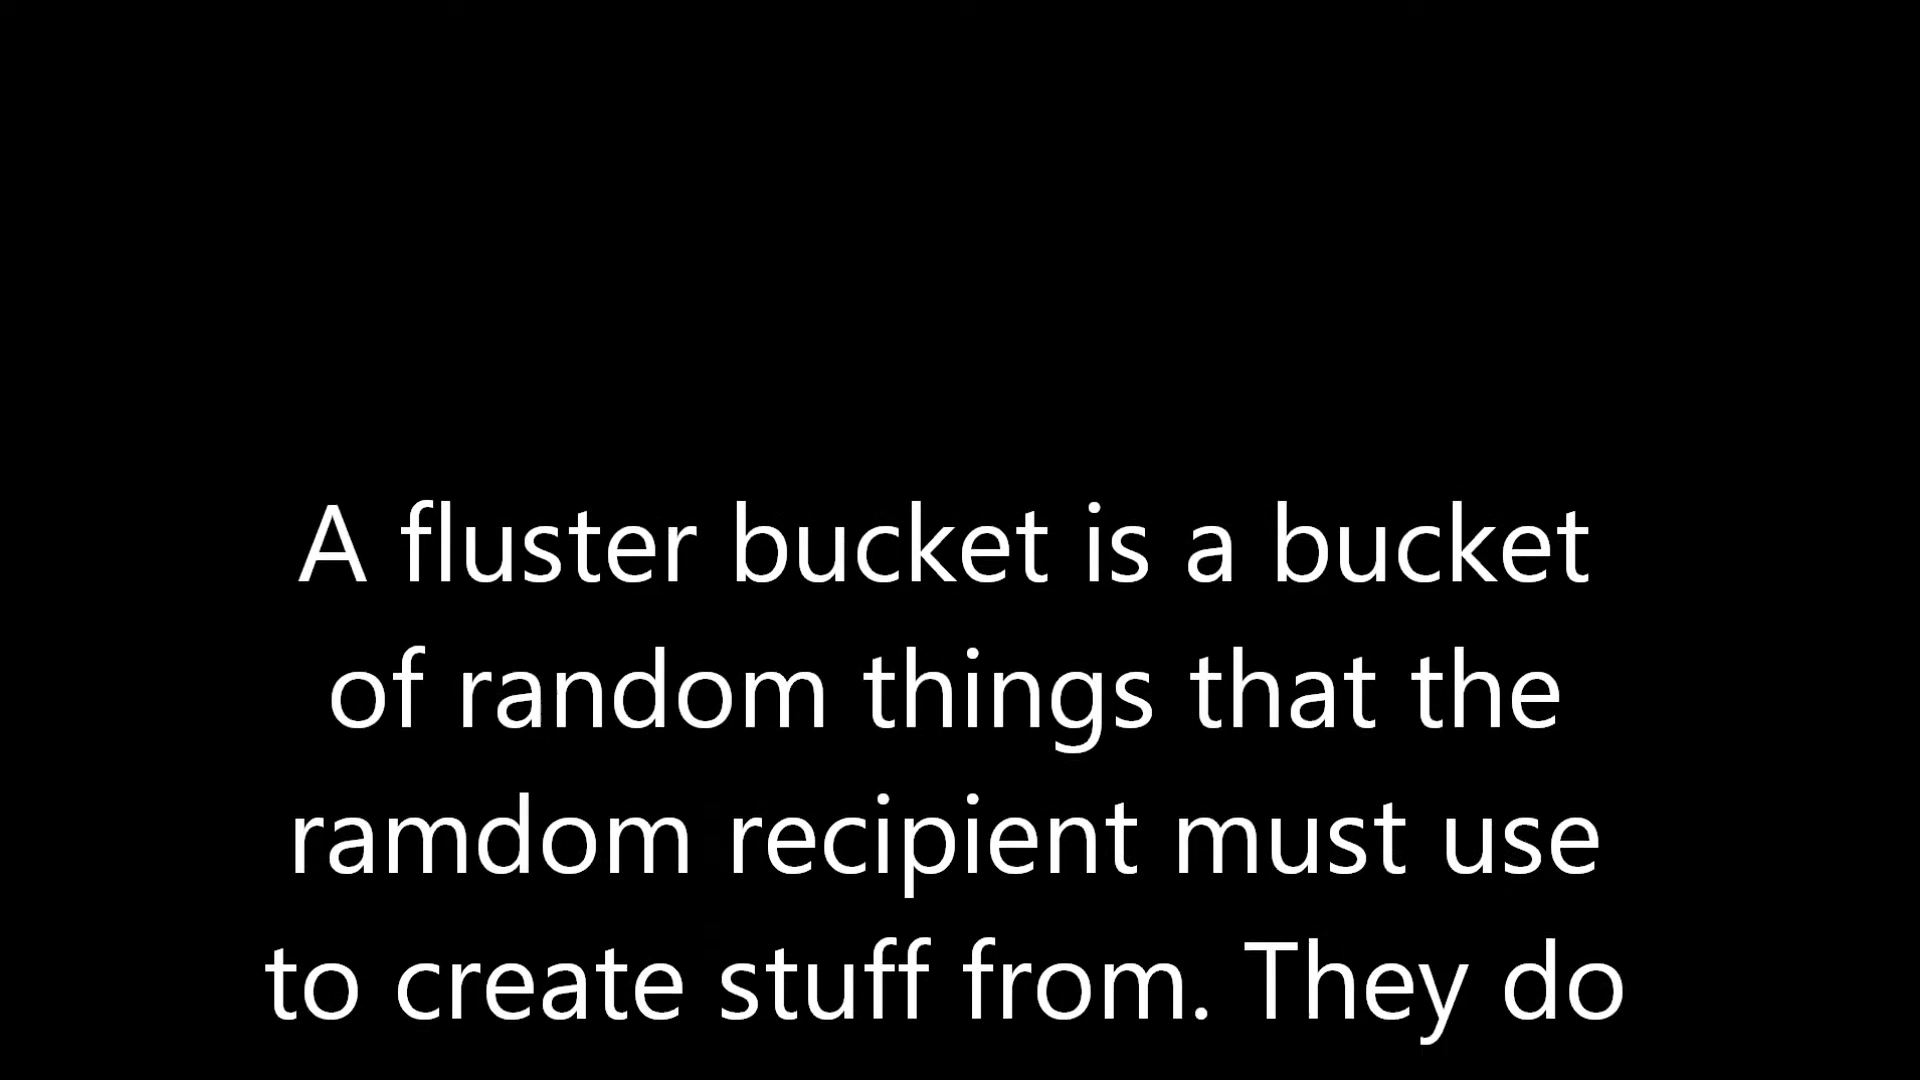 A fluster bucket is a bucket
of random things that the
ramdom recipient must use
to create stuff from. They do